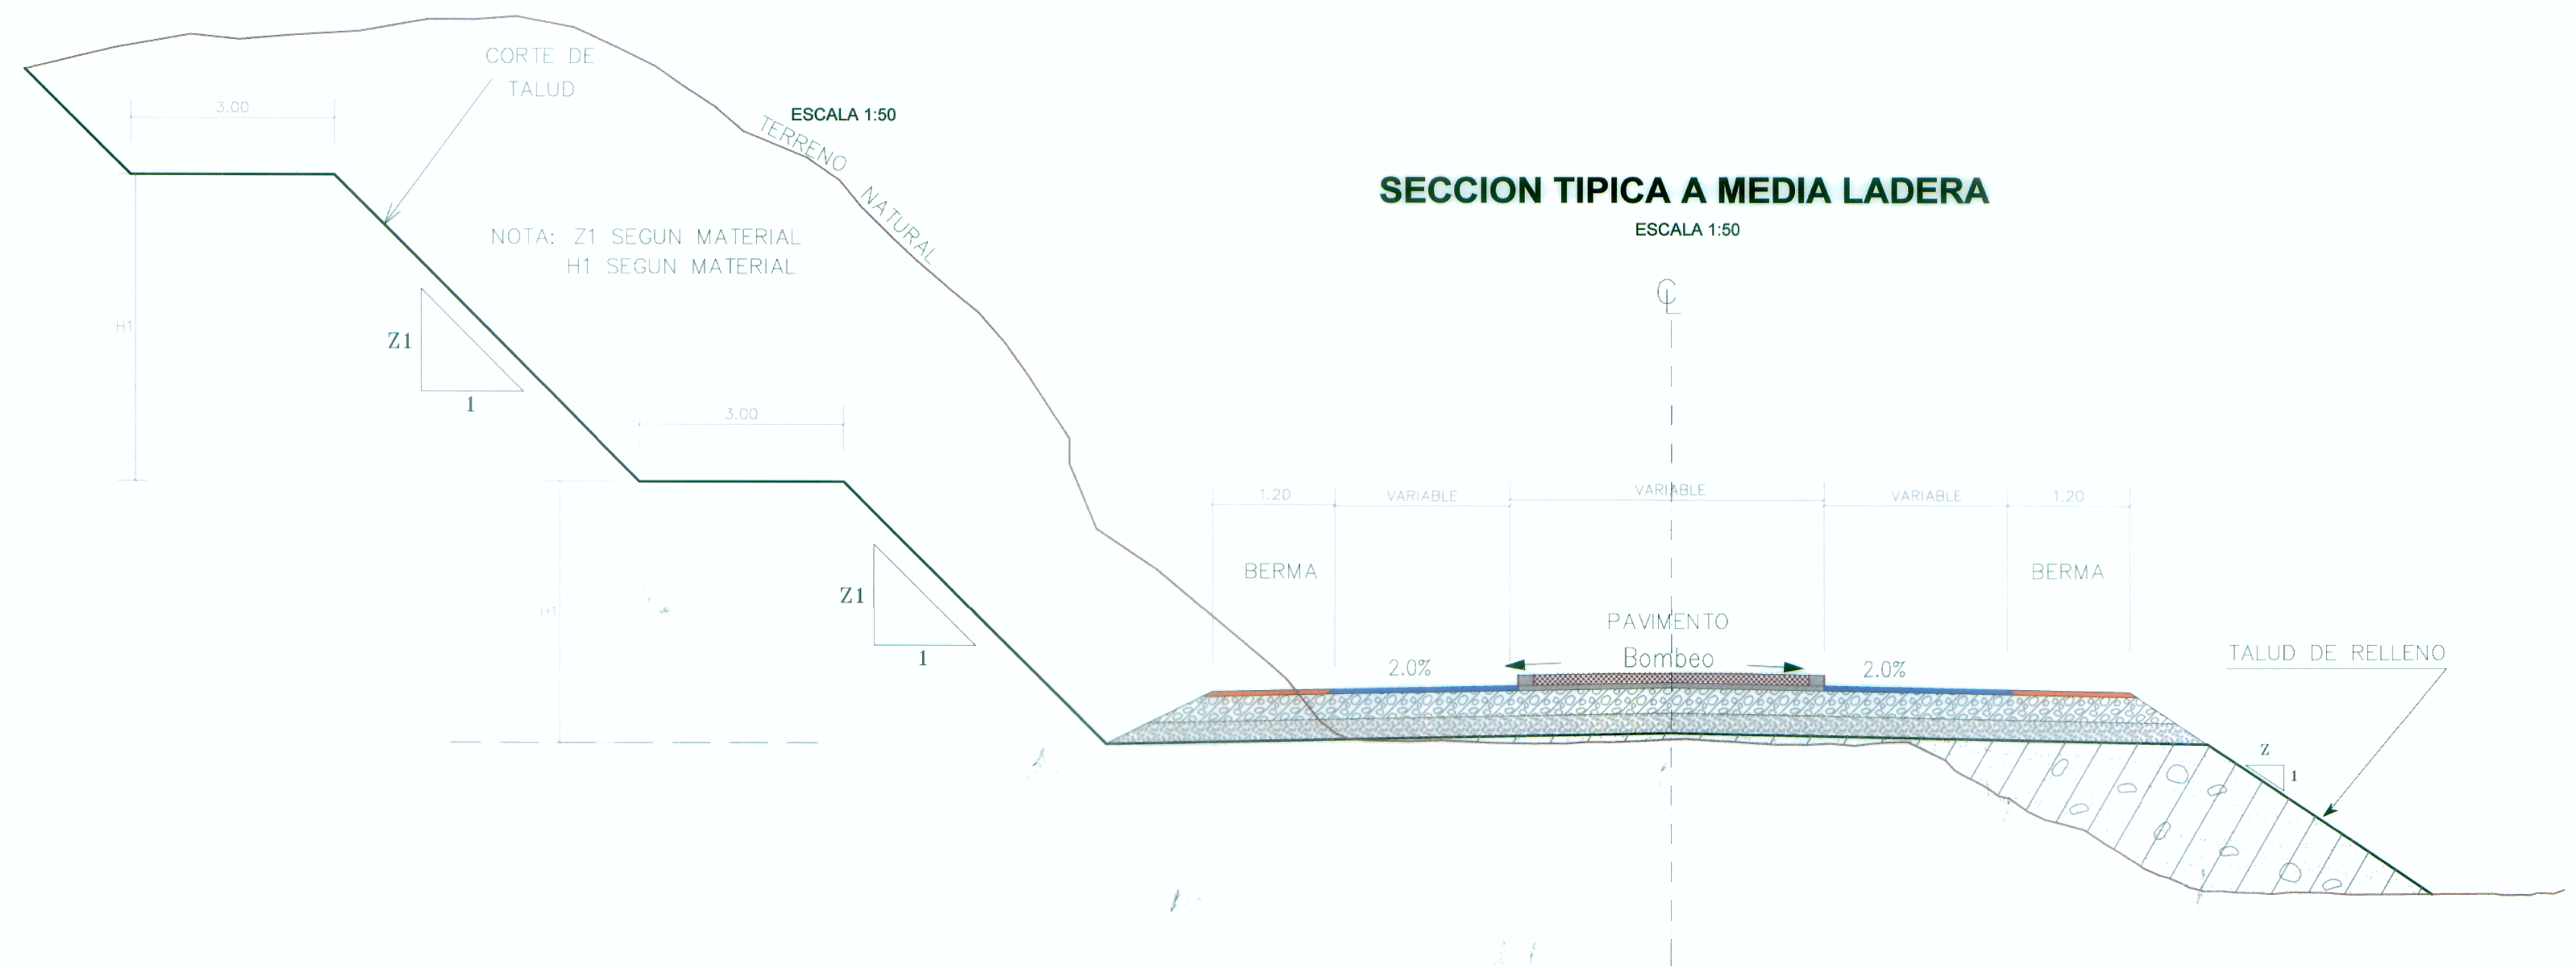 CORTE DE
TALUD
3.00
ESCALA 1:50
TERRENO NATURAL
SECCION TIPICA A MEDIA LADERA
ESCALA 1:50
NOTA: Z1 SEGUN MATERIAL
H1 SEGUN MATERIAL
CL
H1
Z1
1
3.00
1.20
VARIABLE
VARIABLE
VARIABLE
1.20
BERMA
BERMA
H1
Z1
1
PAVIMENTO
Bombeo
2.0%
2.0%
TALUD DE RELLENO
Z
1